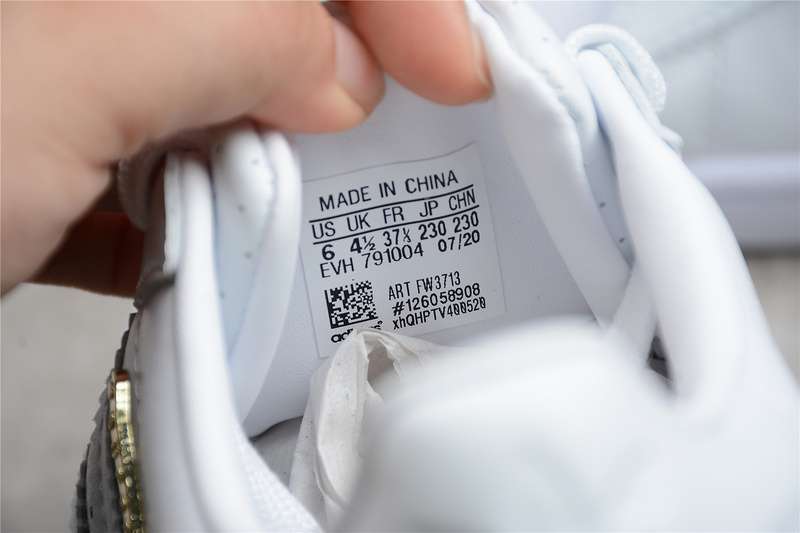 MADE IN CHINA
US UK FR JP CHN
6 4½ 37⅓ 230 230
EVH 791004 07/20
ART FW3713
#126058908
xhQHPTV400520